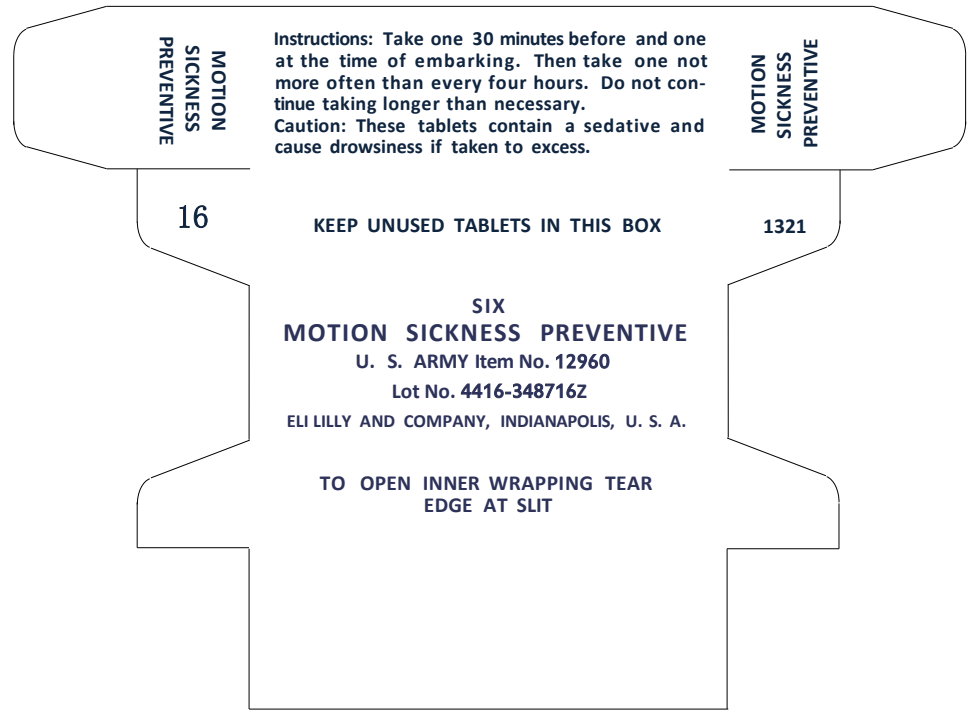 MOTION
SICKNESS
PREVENTIVE
Instructions: Take one 30 minutes before and one
at the time of embarking. Then take one not
more often than every four hours. Do not con-
tinue taking longer than necessary.
Caution: These tablets contain a sedative and
cause drowsiness if taken to excess.
MOTION
SICKNESS
PREVENTIVE
16
KEEP UNUSED TABLETS IN THIS BOX
1321
SIX
MOTION SICKNESS PREVENTIVE
U. S. ARMY Item No. 12960
Lot No. 4416-348716Z
ELI LILLY AND COMPANY, INDIANAPOLIS, U. S. A.
TO OPEN INNER WRAPPING TEAR
EDGE AT SLIT